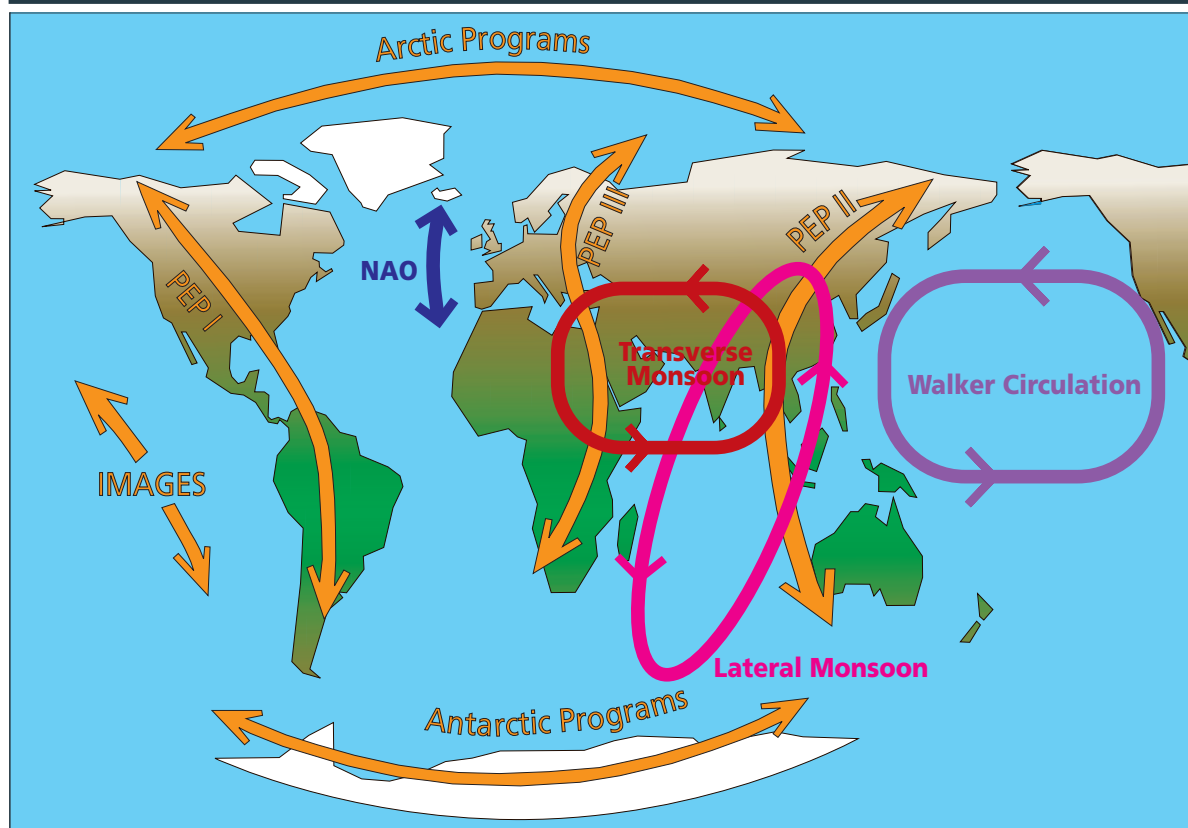 Arctic Programs
PEP III
PEP II
NAO
PEP I
Transverse
Monsoon
Walker Circulation
IMAGES
Lateral Monsoon
Antarctic Programs